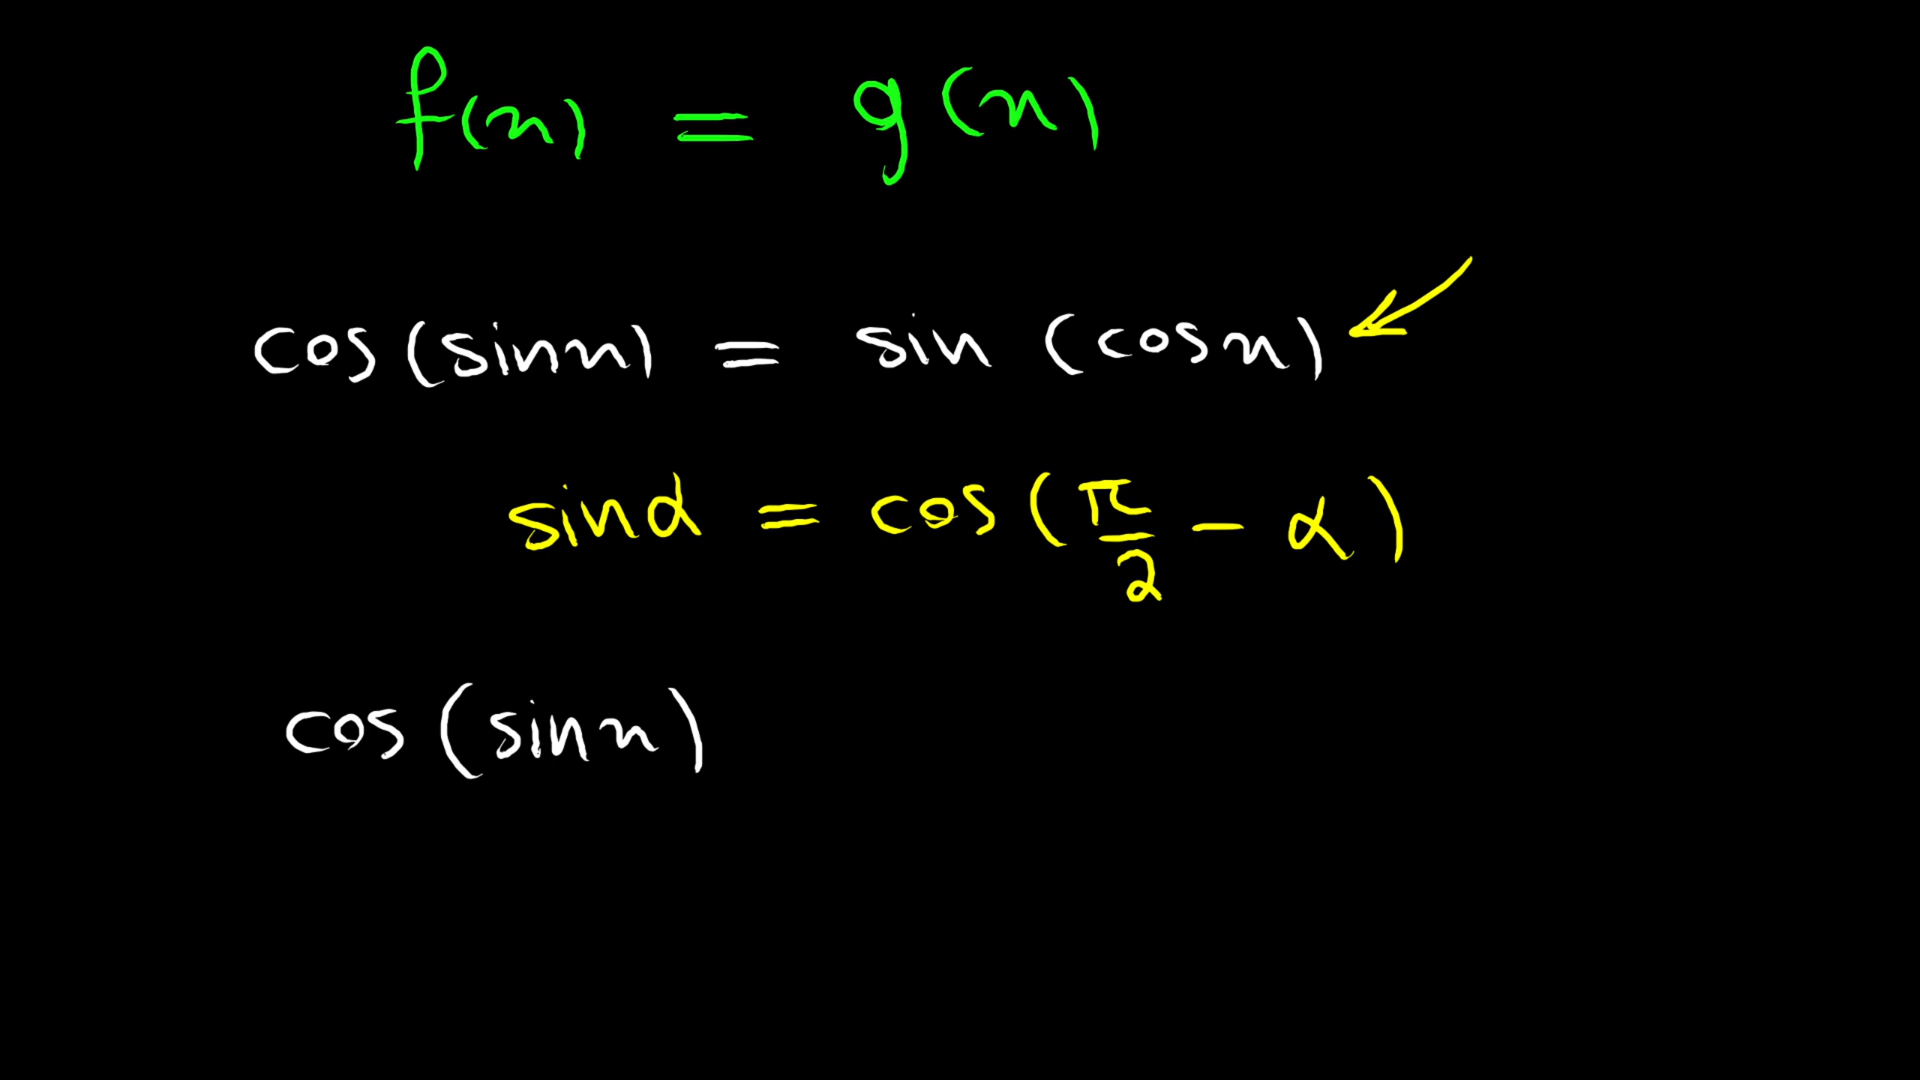 f(x) = g(x)
cos(sinx) = sin(cosx)
sinα = cos(π/2 - α)
cos(sinx)